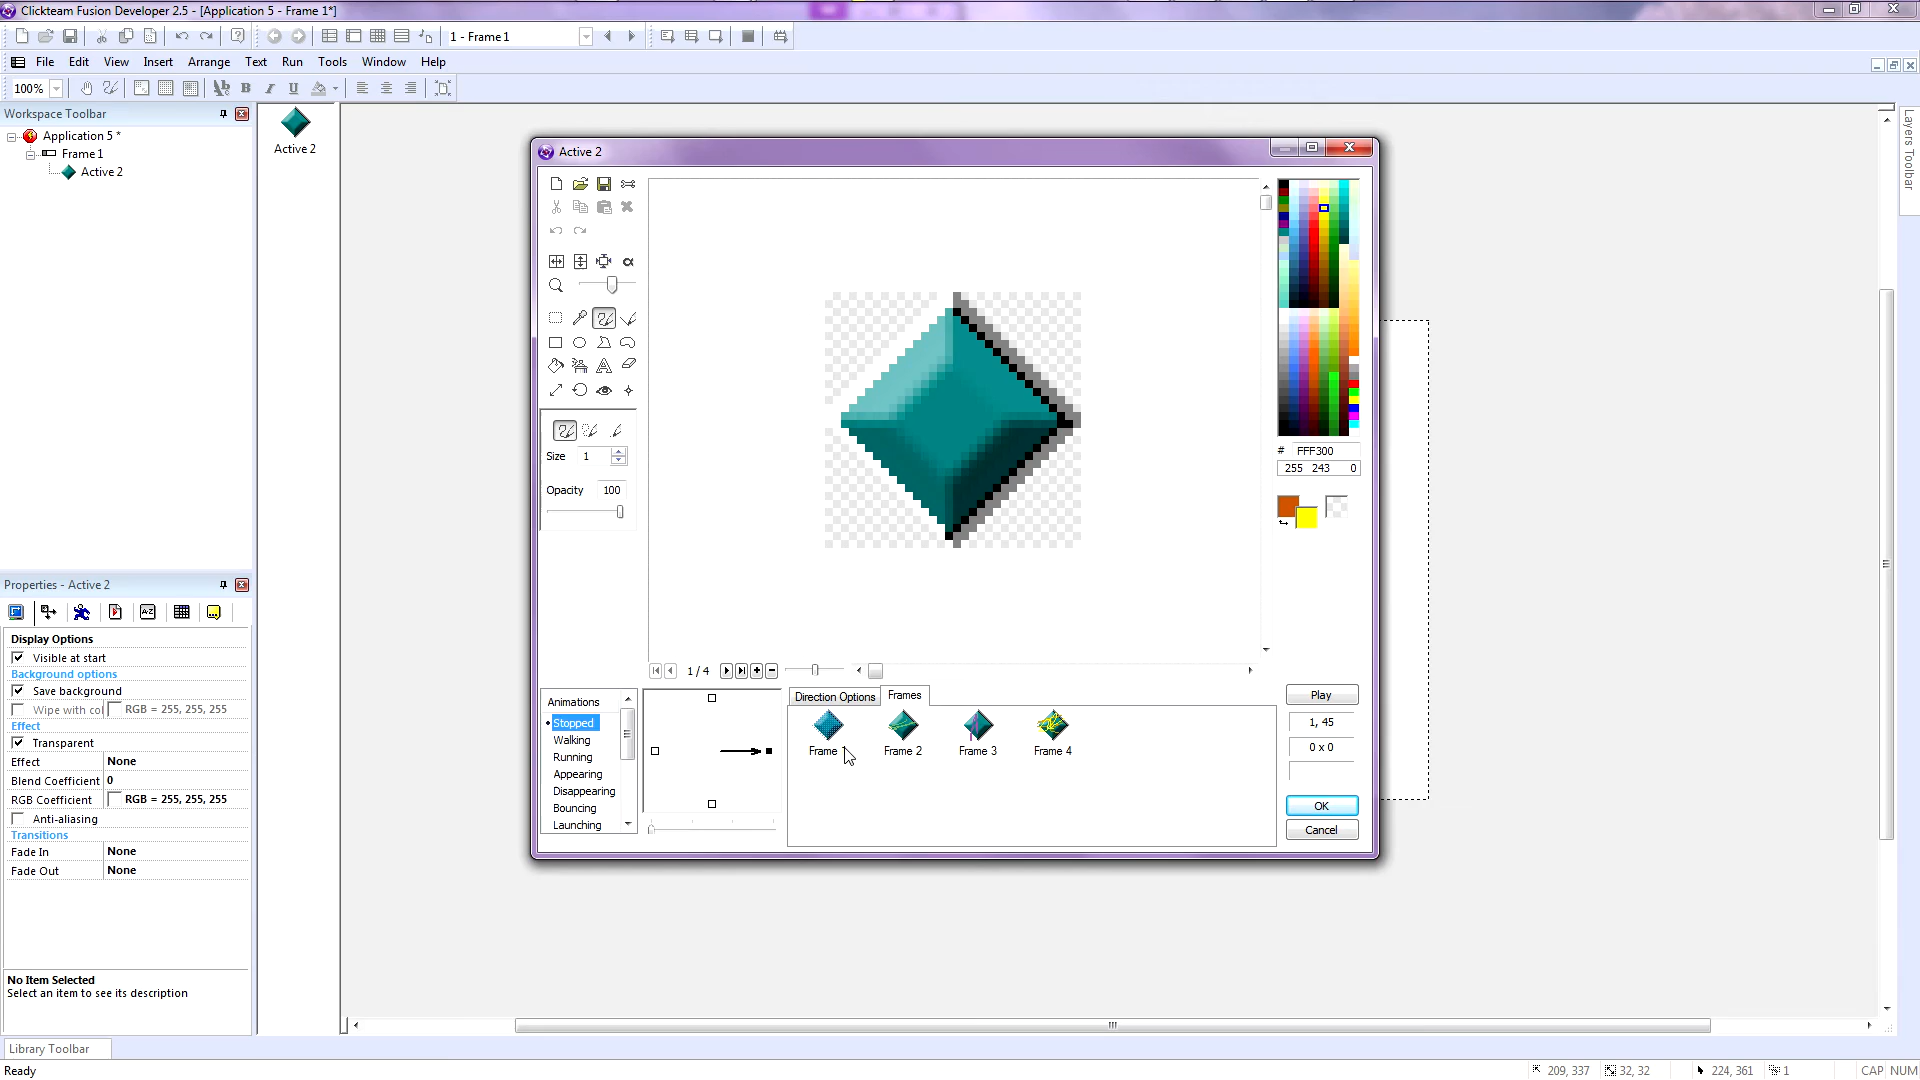 Clickteam Fusion Developer 2.5 - [Application 5 - Frame 1*]
1 - Frame 1
File Edit View Insert Arrange Text Run Tools Window Help
100%
Workspace Toolbar
Application 5 *
Frame 1
Active 2
Active 2
Layers Toolbar
Active 2
# FFF300
255 243 0
Size 1
Opacity 100
1 / 4
Animations
Stopped
Walking
Running
Appearing
Disappearing
Bouncing
Launching
Direction Options Frames
Frame 1 Frame 2 Frame 3 Frame 4
Play
1, 45
0 x 0
OK
Cancel
Properties - Active 2
Display Options
Visible at start
Background options
Save background
Wipe with col RGB = 255, 255, 255
Effect
Transparent
Effect None
Blend Coefficient 0
RGB Coefficient RGB = 255, 255, 255
Anti-aliasing
Transitions
Fade In None
Fade Out None
No Item Selected
Select an item to see its description
Library Toolbar
Ready
209, 337 32, 32 224, 361 1 CAP NUM